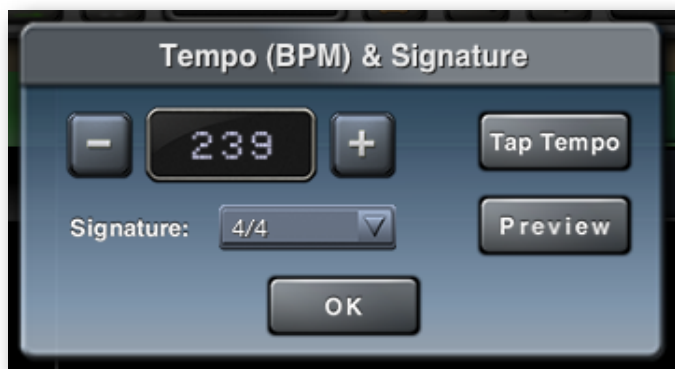 Tempo (BPM) & Signature
- 239 + Tap Tempo
Signature: 4/4 Preview
OK